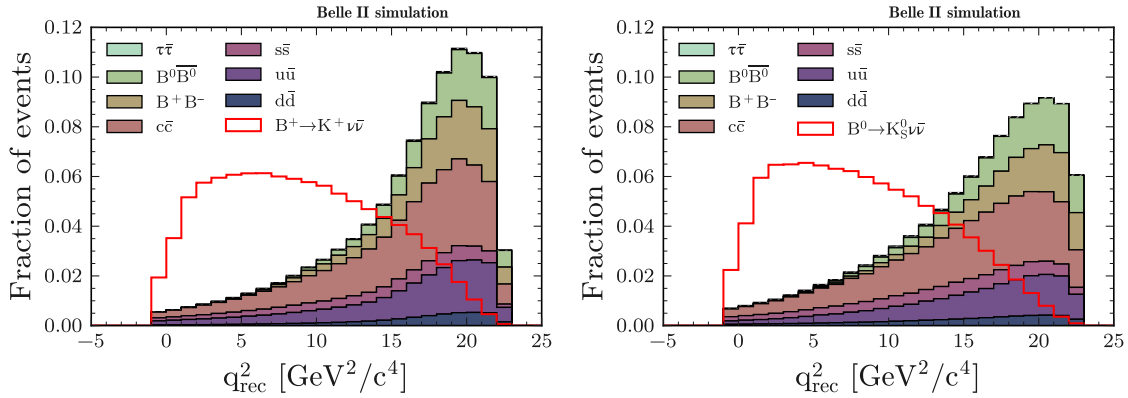 Belle II simulation
Fraction of events
0.12
0.10
0.08
0.06
0.04
0.02
0.00
ττ̄
B⁰B̅⁰
B⁺B⁻
cc̄
ss̄
uū
dd̄
B⁺→K⁺νν̄
−5 0 5 10 15 20 25
q²rec [GeV²/c⁴]
Belle II simulation
Fraction of events
0.12
0.10
0.08
0.06
0.04
0.02
0.00
ττ̄
B⁰B̅⁰
B⁺B⁻
cc̄
ss̄
uū
dd̄
B⁰→K⁰Sνν̄
−5 0 5 10 15 20 25
q²rec [GeV²/c⁴]